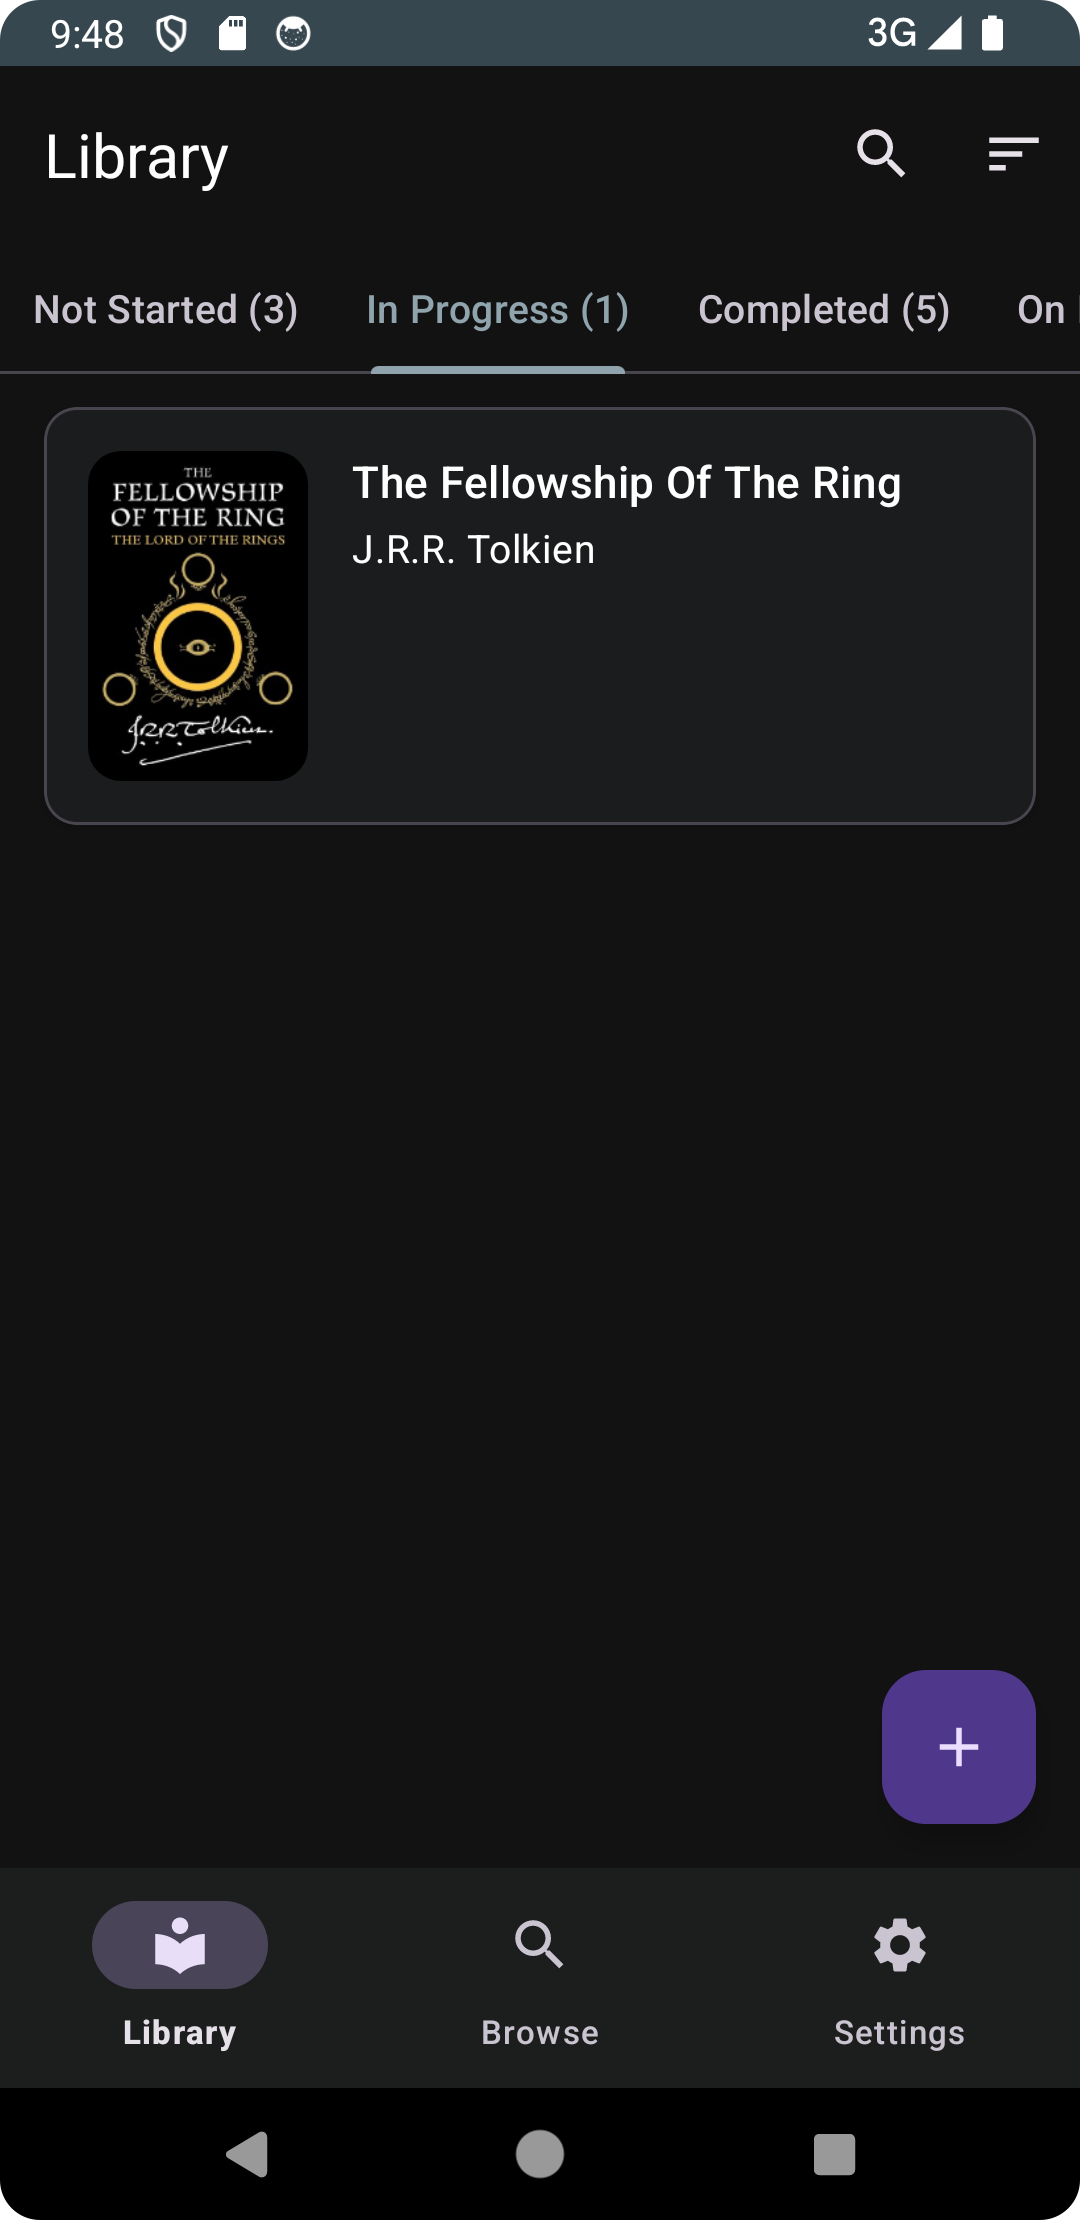 9:48
3G
Library
Not Started (3)
In Progress (1)
Completed (5)
On
THE
FELLOWSHIP
OF THE RING
THE LORD OF THE RINGS
J.R.R. Tolkien.
The Fellowship Of The Ring
J.R.R. Tolkien
Library
Browse
Settings